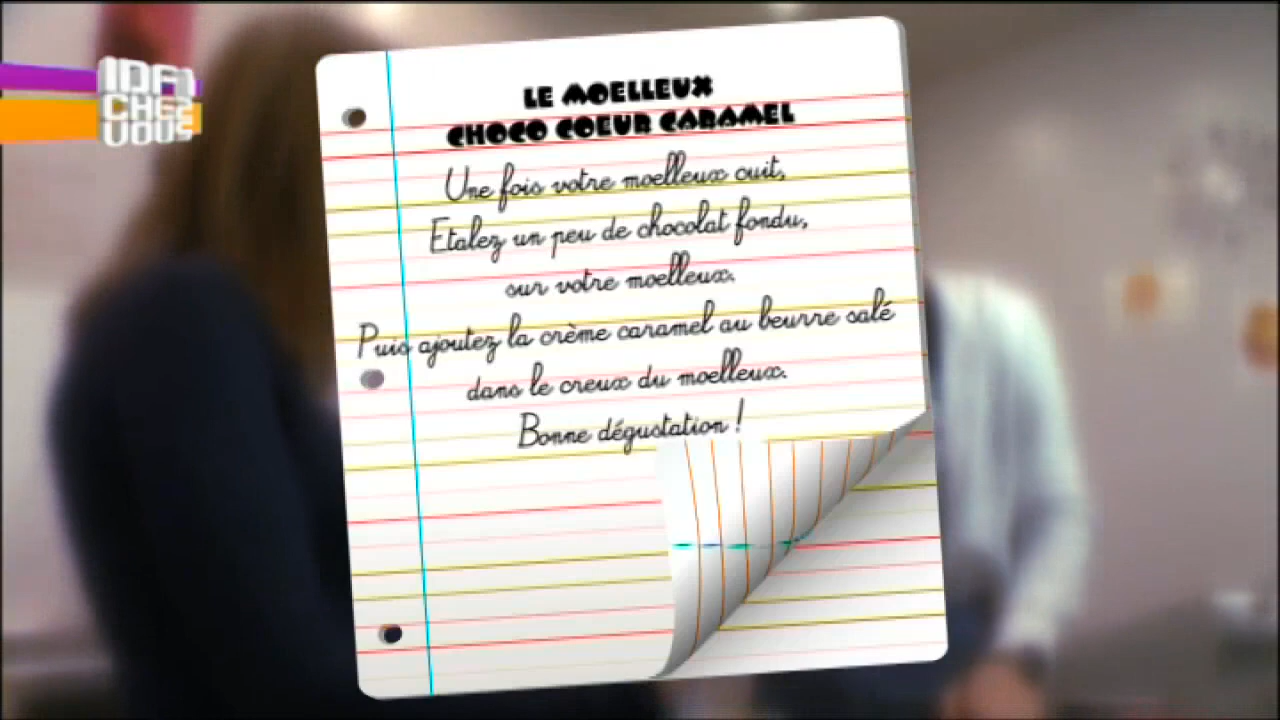 IDF1
CHEZ
VOUS
LE MOELLEUX
CHOCO COEUR CARAMEL
Une fois votre moelleux cuit,
Etalez un peu de chocolat fondu,
sur votre moelleux.
Puis ajoutez la crème caramel au beurre salé
dans le creux du moelleux.
Bonne dégustation !